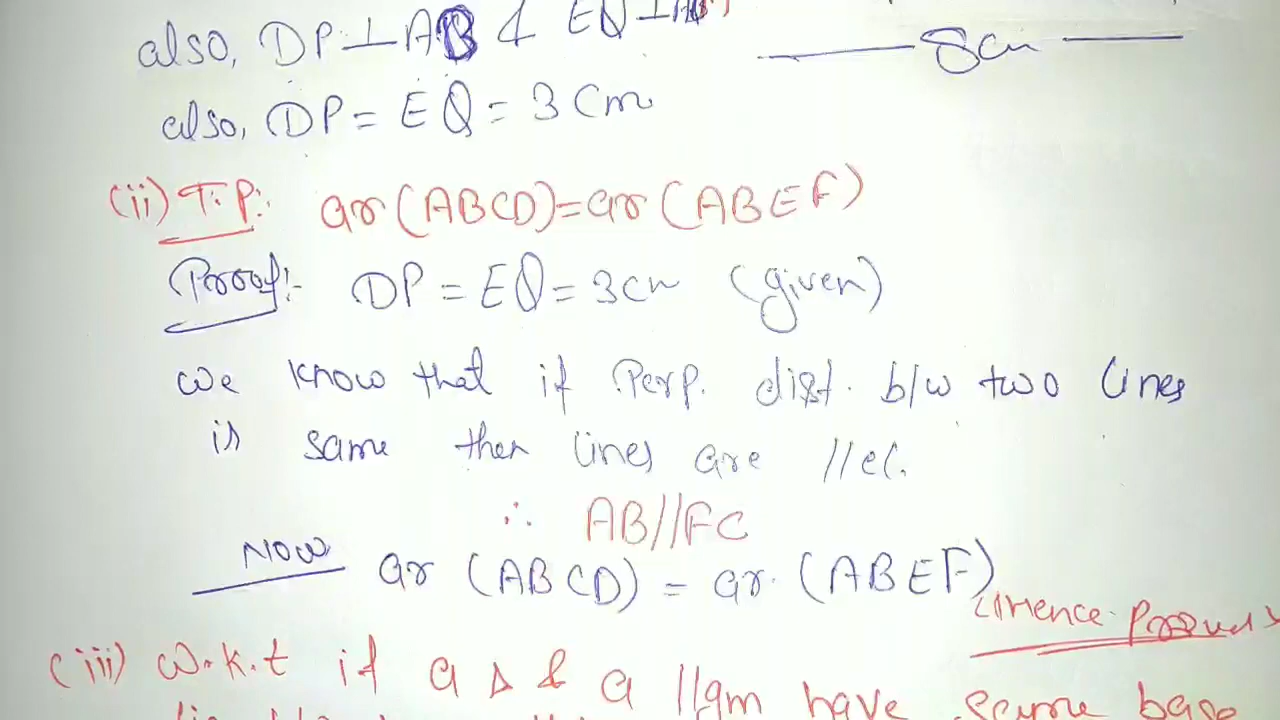 also, DP⊥AB & EQ⊥AB
8cm
also, DP = EQ = 3 Cm
(ii) T.P:. ar (ABCD)=ar (ABEF)
Proof:- DP = EQ = 3cm (given)
we know that if Perp. dist. b/w two lines
is same then lines are //el.
∴ AB//FC
Now ar (ABCD) = ar. (ABEF)
Hence Proved
(iii) W.K.t if a Δ & a //gm have same base